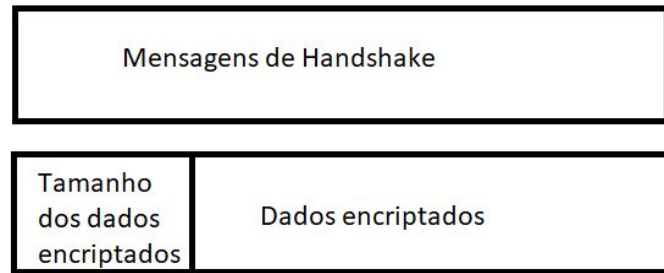 Mensagens de Handshake
Tamanho
dos dados
encriptados
Dados encriptados